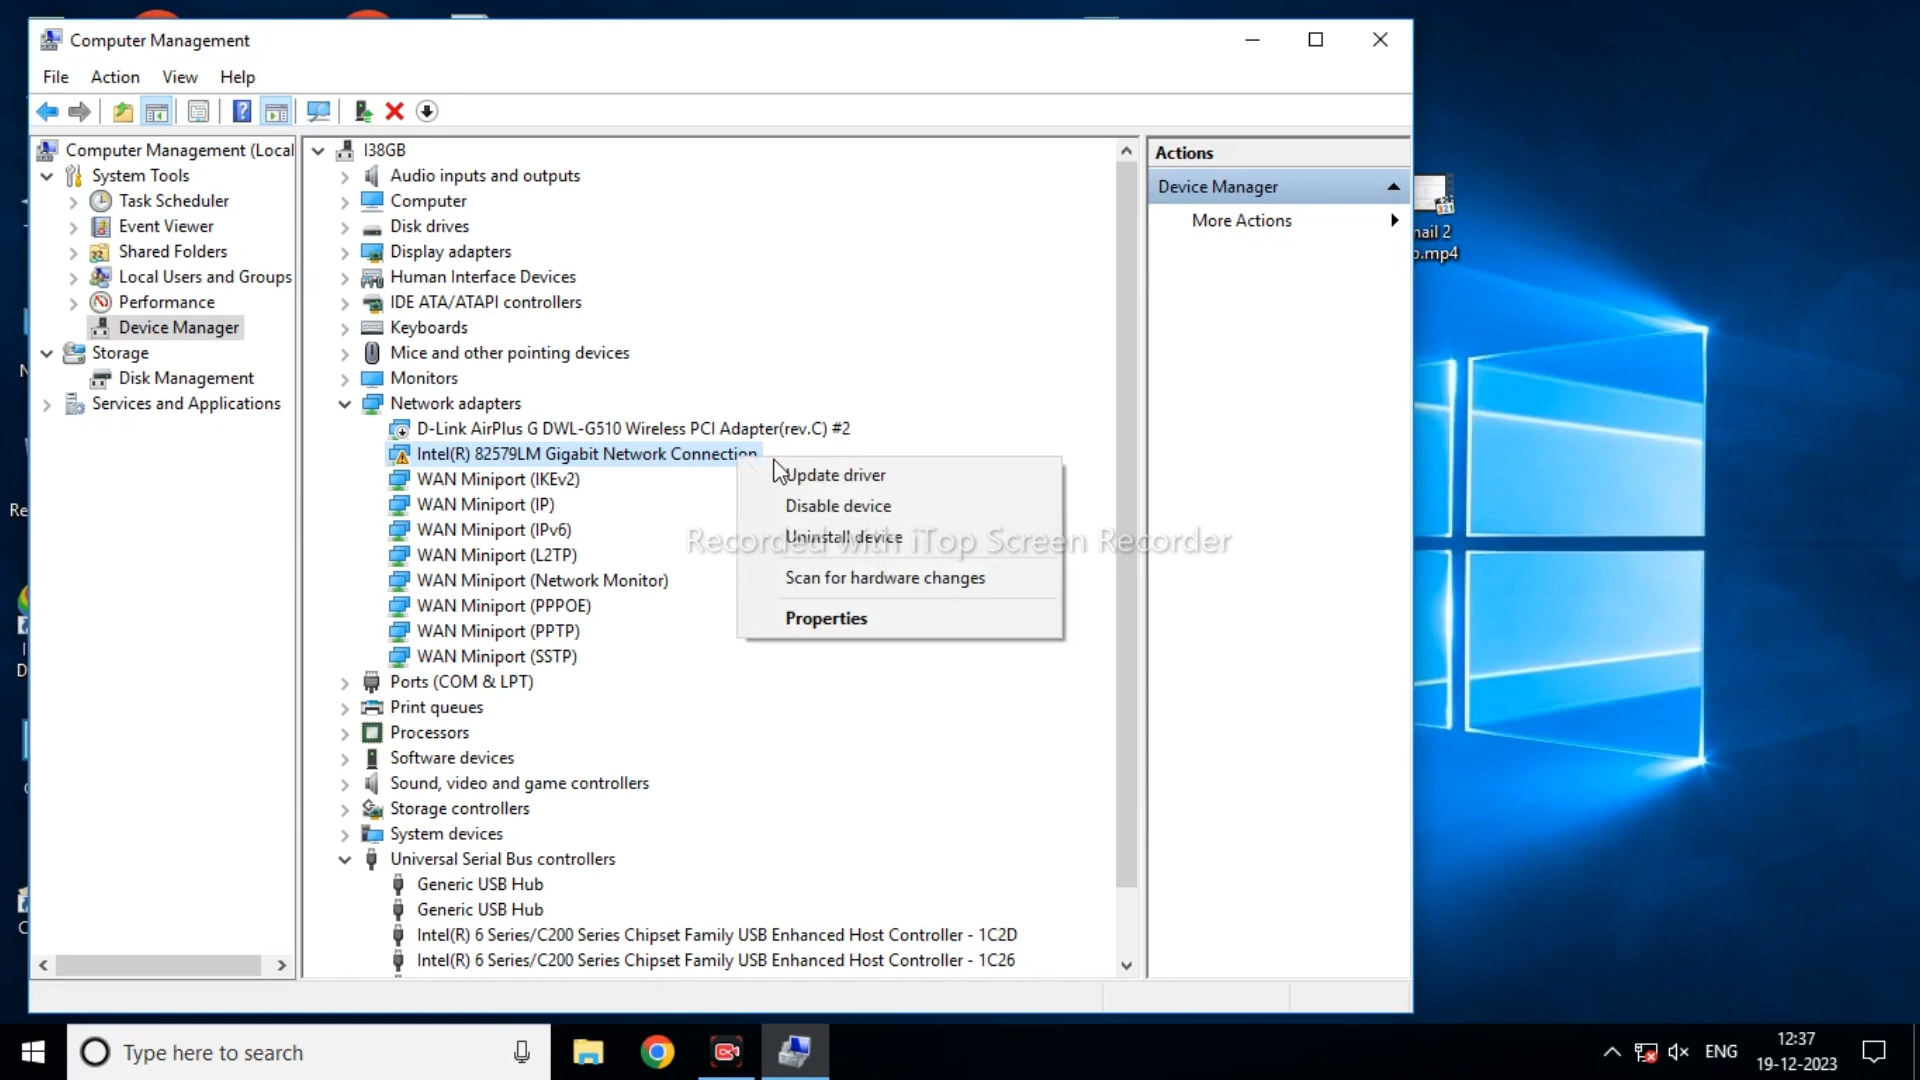 Computer Management
File Action View Help
Computer Management (Local
System Tools
Task Scheduler
Event Viewer
Shared Folders
Local Users and Groups
Performance
Device Manager
Storage
Disk Management
Services and Applications
I38GB
Audio inputs and outputs
Computer
Disk drives
Display adapters
Human Interface Devices
IDE ATA/ATAPI controllers
Keyboards
Mice and other pointing devices
Monitors
Network adapters
D-Link AirPlus G DWL-G510 Wireless PCI Adapter(rev.C) #2
Intel(R) 82579LM Gigabit Network Connection
WAN Miniport (IKEv2)
WAN Miniport (IP)
WAN Miniport (IPv6)
WAN Miniport (L2TP)
WAN Miniport (Network Monitor)
WAN Miniport (PPPOE)
WAN Miniport (PPTP)
WAN Miniport (SSTP)
Ports (COM & LPT)
Print queues
Processors
Software devices
Sound, video and game controllers
Storage controllers
System devices
Universal Serial Bus controllers
Generic USB Hub
Generic USB Hub
Intel(R) 6 Series/C200 Series Chipset Family USB Enhanced Host Controller - 1C2D
Intel(R) 6 Series/C200 Series Chipset Family USB Enhanced Host Controller - 1C26
Update driver
Disable device
Uninstall device
Scan for hardware changes
Properties
Recorded with iTop Screen Recorder
Actions
Device Manager
More Actions
nail 2
o.mp4
Re
Type here to search
ENG
12:37
19-12-2023